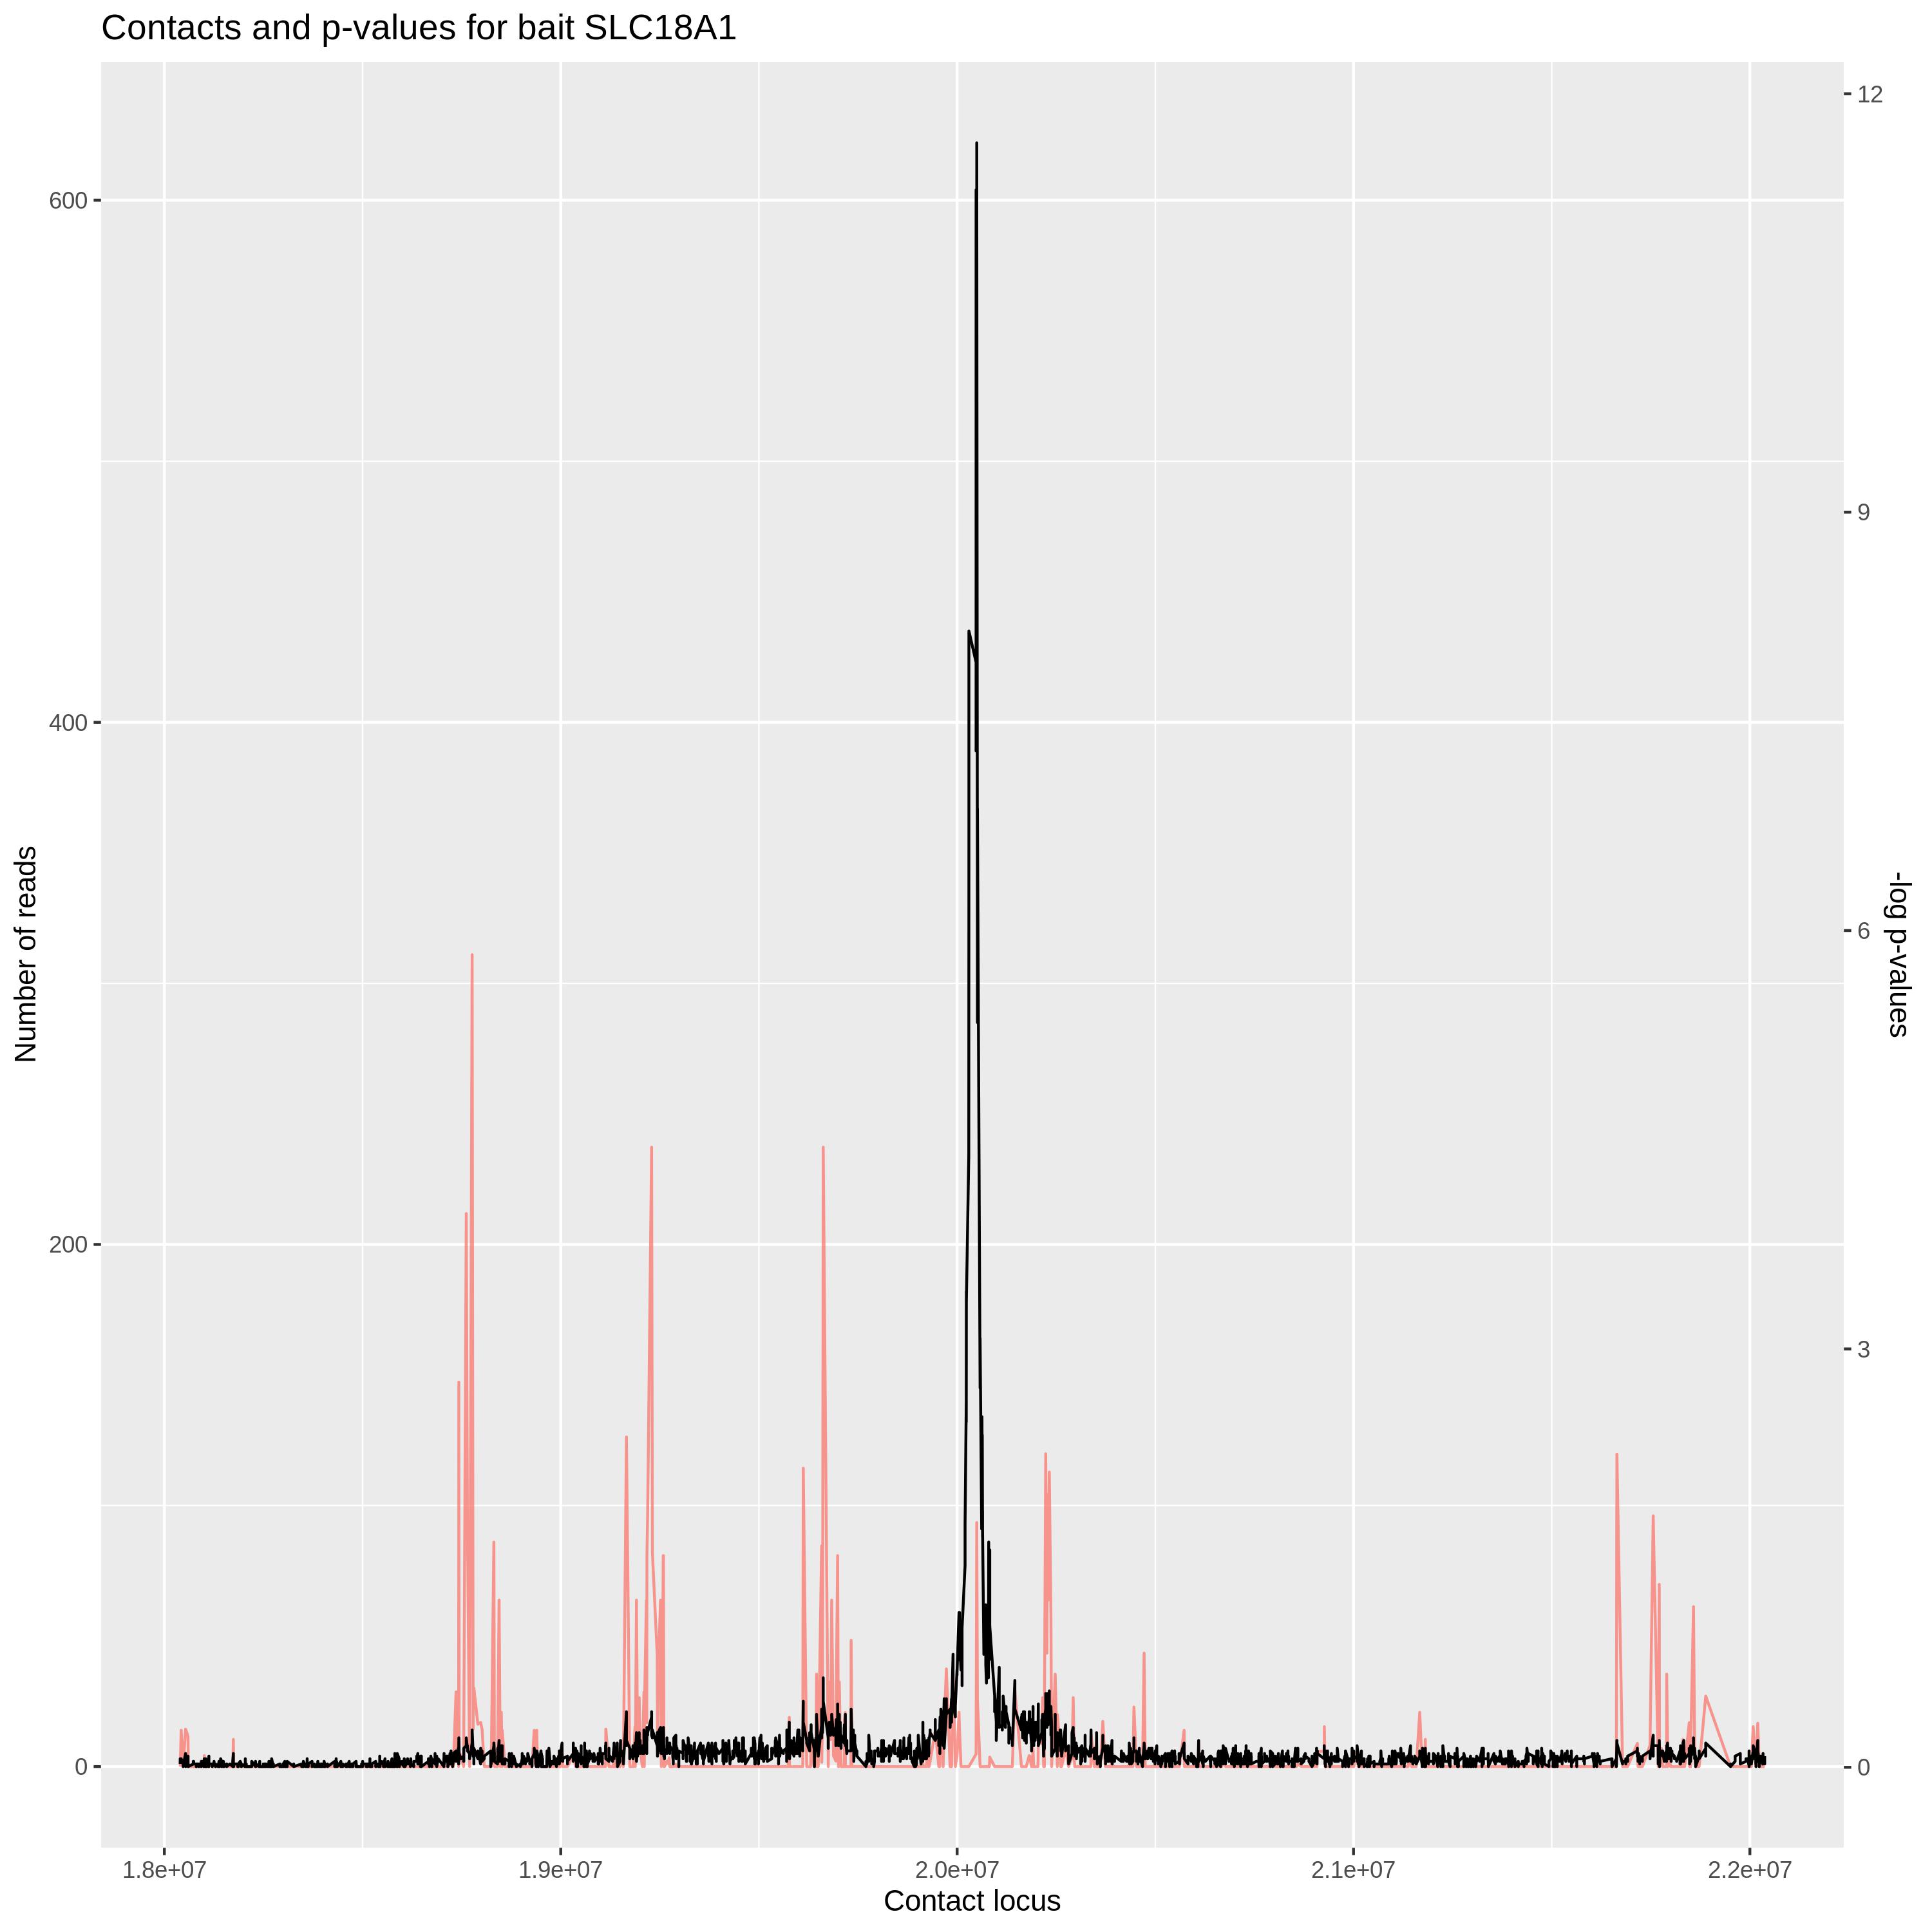 Contacts and p-values for bait SLC18A1
12
600
9
400
Number of reads
6
-log p-values
200
3
0
0
1.8e+07
1.9e+07
2.0e+07
2.1e+07
2.2e+07
Contact locus